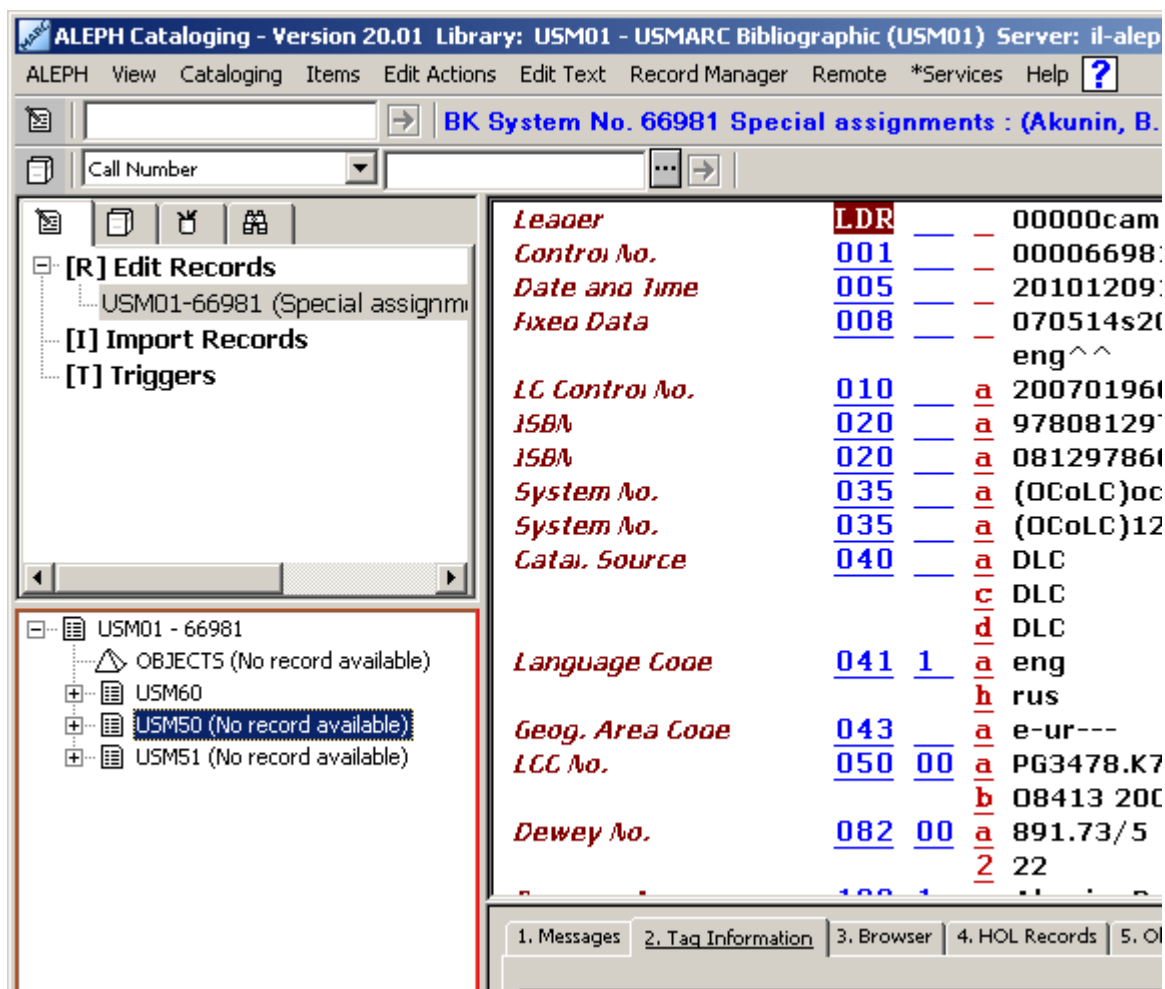 ALEPH Cataloging - Version 20.01 Library: USM01 - USMARC Bibliographic (USM01) Server: il-alep
ALEPH View Cataloging Items Edit Actions Edit Text Record Manager Remote *Services Help ?
BK System No. 66981 Special assignments : (Akunin, B.
Call Number ...
[R] Edit Records
USM01-66981 (Special assignm
[I] Import Records
[T] Triggers
USM01 - 66981
OBJECTS (No record available)
USM60
USM50 (No record available)
USM51 (No record available)
Leader LDR 00000cam
Control No. 001 000066981
Date and Time 005 201012091
Fixed Data 008 070514s20
eng^^
LC Control No. 010 a 200701966
ISBN 020 a 978081297
ISBN 020 a 081297860
System No. 035 a (OCoLC)oc
System No. 035 a (OCoLC)12
Catal. Source 040 a DLC
c DLC
d DLC
Language Code 041 1 a eng
h rus
Geog. Area Code 043 a e-ur---
LCC No. 050 00 a PG3478.K7
b O8413 200
Dewey No. 082 00 a 891.73/5
2 22
1. Messages 2. Tag Information 3. Browser 4. HOL Records 5. Ob